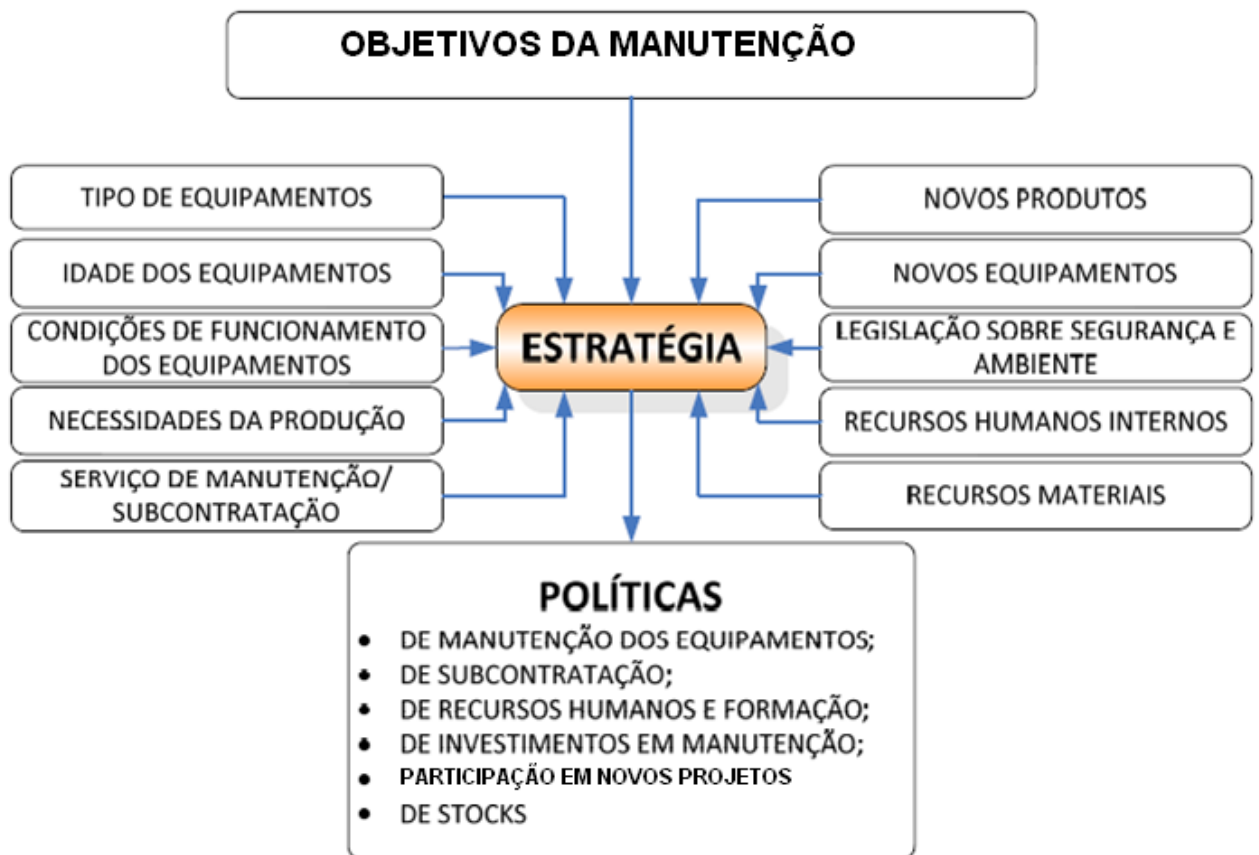 OBJETIVOS DA MANUTENÇÃO
TIPO DE EQUIPAMENTOS
IDADE DOS EQUIPAMENTOS
CONDIÇÕES DE FUNCIONAMENTO
DOS EQUIPAMENTOS
NECESSIDADES DA PRODUÇÃO
SERVIÇO DE MANUTENÇÃO/
SUBCONTRATAÇÃO
ESTRATÉGIA
NOVOS PRODUTOS
NOVOS EQUIPAMENTOS
LEGISLAÇÃO SOBRE SEGURANÇA E
AMBIENTE
RECURSOS HUMANOS INTERNOS
RECURSOS MATERIAIS
POLÍTICAS
• DE MANUTENÇÃO DOS EQUIPAMENTOS;
• DE SUBCONTRATAÇÃO;
• DE RECURSOS HUMANOS E FORMAÇÃO;
• DE INVESTIMENTOS EM MANUTENÇÃO;
• PARTICIPAÇÃO EM NOVOS PROJETOS
• DE STOCKS